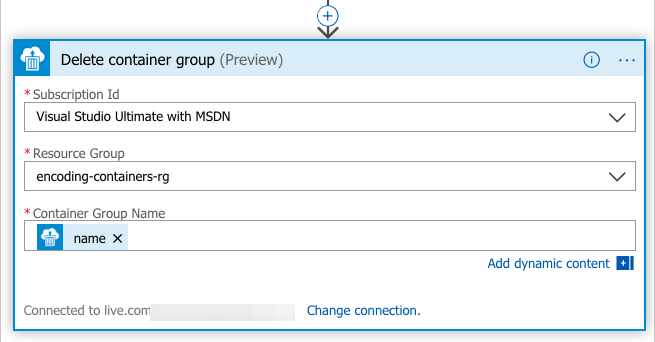 Delete container group (Preview)
* Subscription Id
Visual Studio Ultimate with MSDN
* Resource Group
encoding-containers-rg
* Container Group Name
name ×
Add dynamic content
Connected to live.com Change connection.